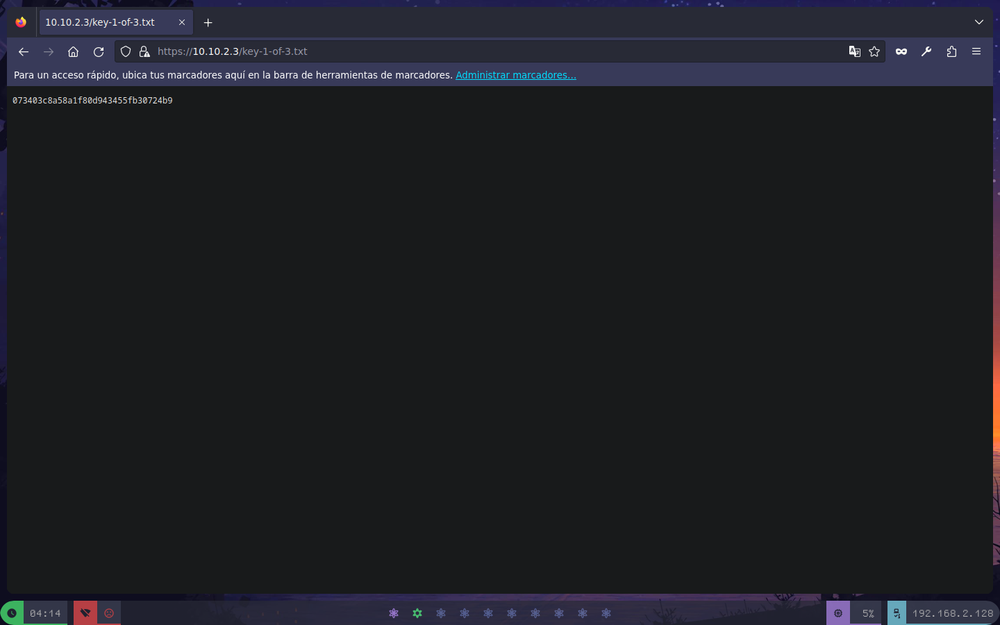 10.10.2.3/key-1-of-3.txt
https://10.10.2.3/key-1-of-3.txt
Para un acceso rápido, ubica tus marcadores aquí en la barra de herramientas de marcadores. Administrar marcadores...
073403c8a58a1f80d943455fb30724b9
04:14 5% 192.168.2.128